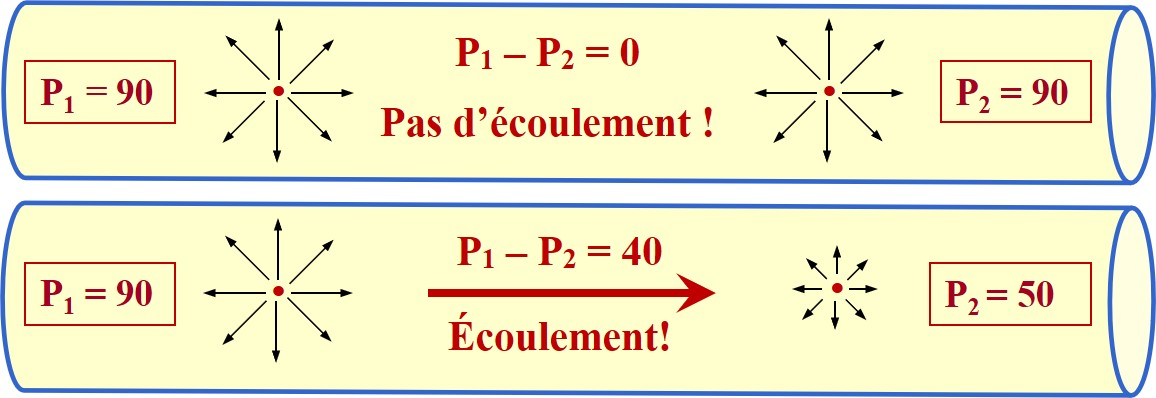 P₁ – P₂ = 0
P₁ = 90
P₂ = 90
Pas d’écoulement !
P₁ – P₂ = 40
P₁ = 90
P₂ = 50
Écoulement!